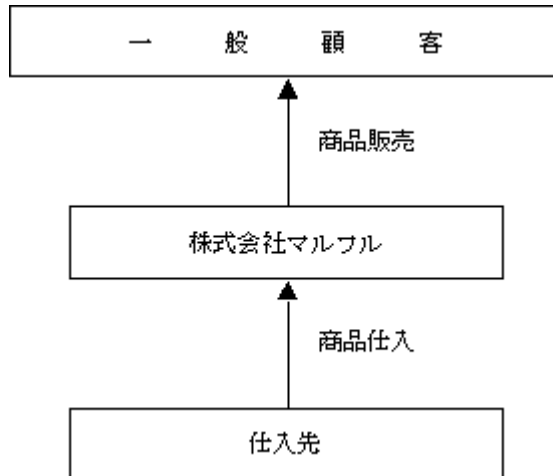 一般顧客
商品販売
株式会社マルフル
商品仕入
仕入先